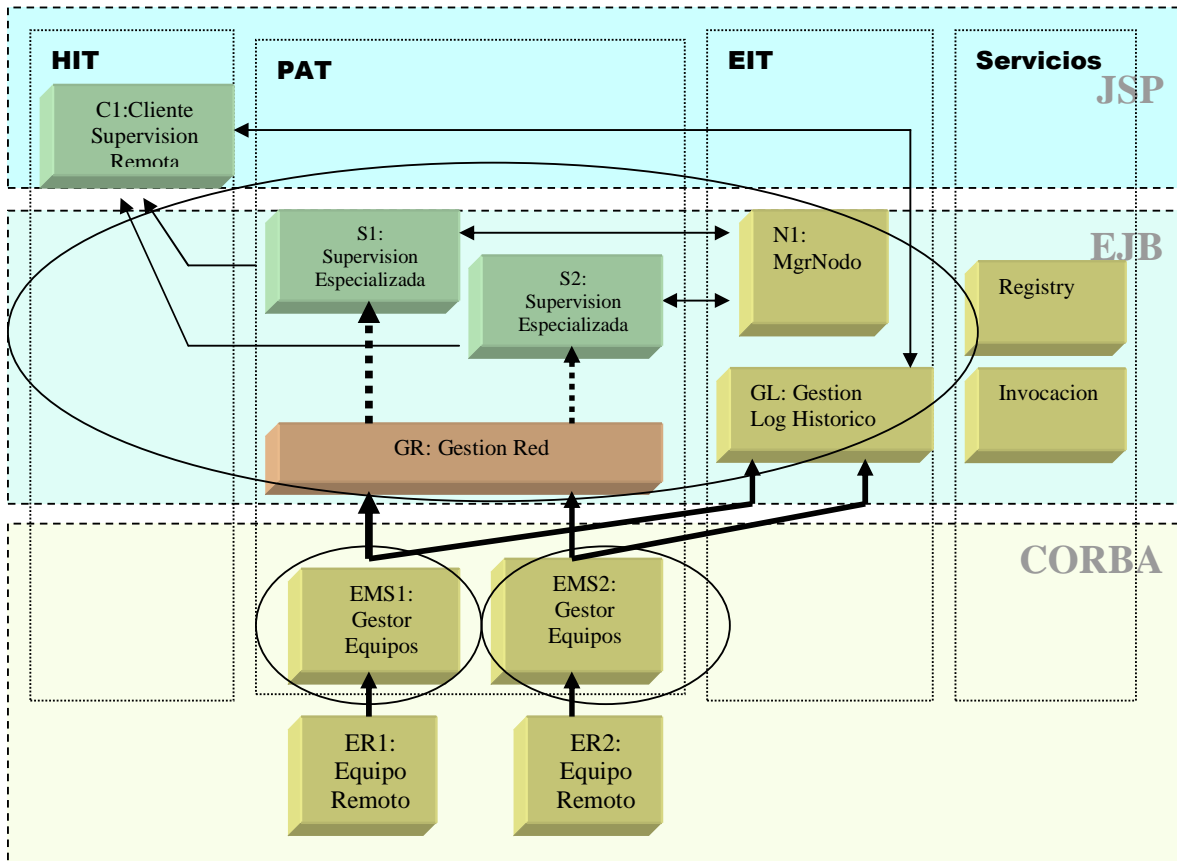 HIT
PAT
EIT
Servicios
JSP
C1:Cliente
Supervision
Remota
S1:
Supervision
Especializada
S2:
Supervision
Especializada
N1:
MgrNodo
EJB
Registry
GL: Gestion
Log Historico
Invocacion
GR: Gestion Red
CORBA
EMS1:
Gestor
Equipos
EMS2:
Gestor
Equipos
ER1:
Equipo
Remoto
ER2:
Equipo
Remoto